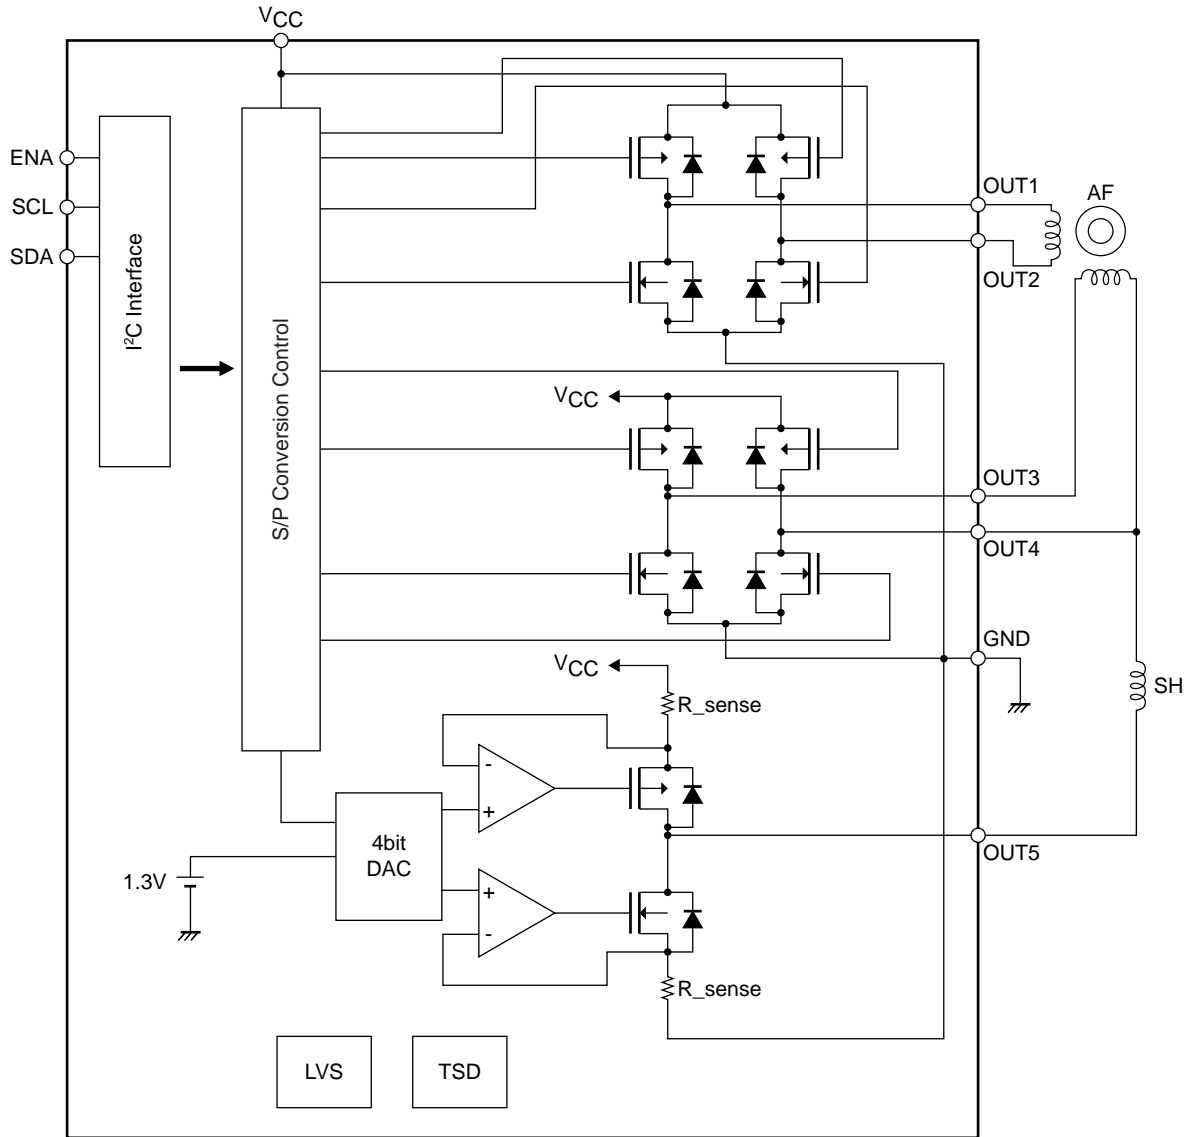 VCC
ENA
SCL
SDA
I²C Interface
S/P Conversion Control
OUT1
AF
OUT2
VCC
OUT3
OUT4
GND
VCC
R_sense
SH
-
+
4bit
DAC
OUT5
1.3V
+
-
R_sense
LVS
TSD